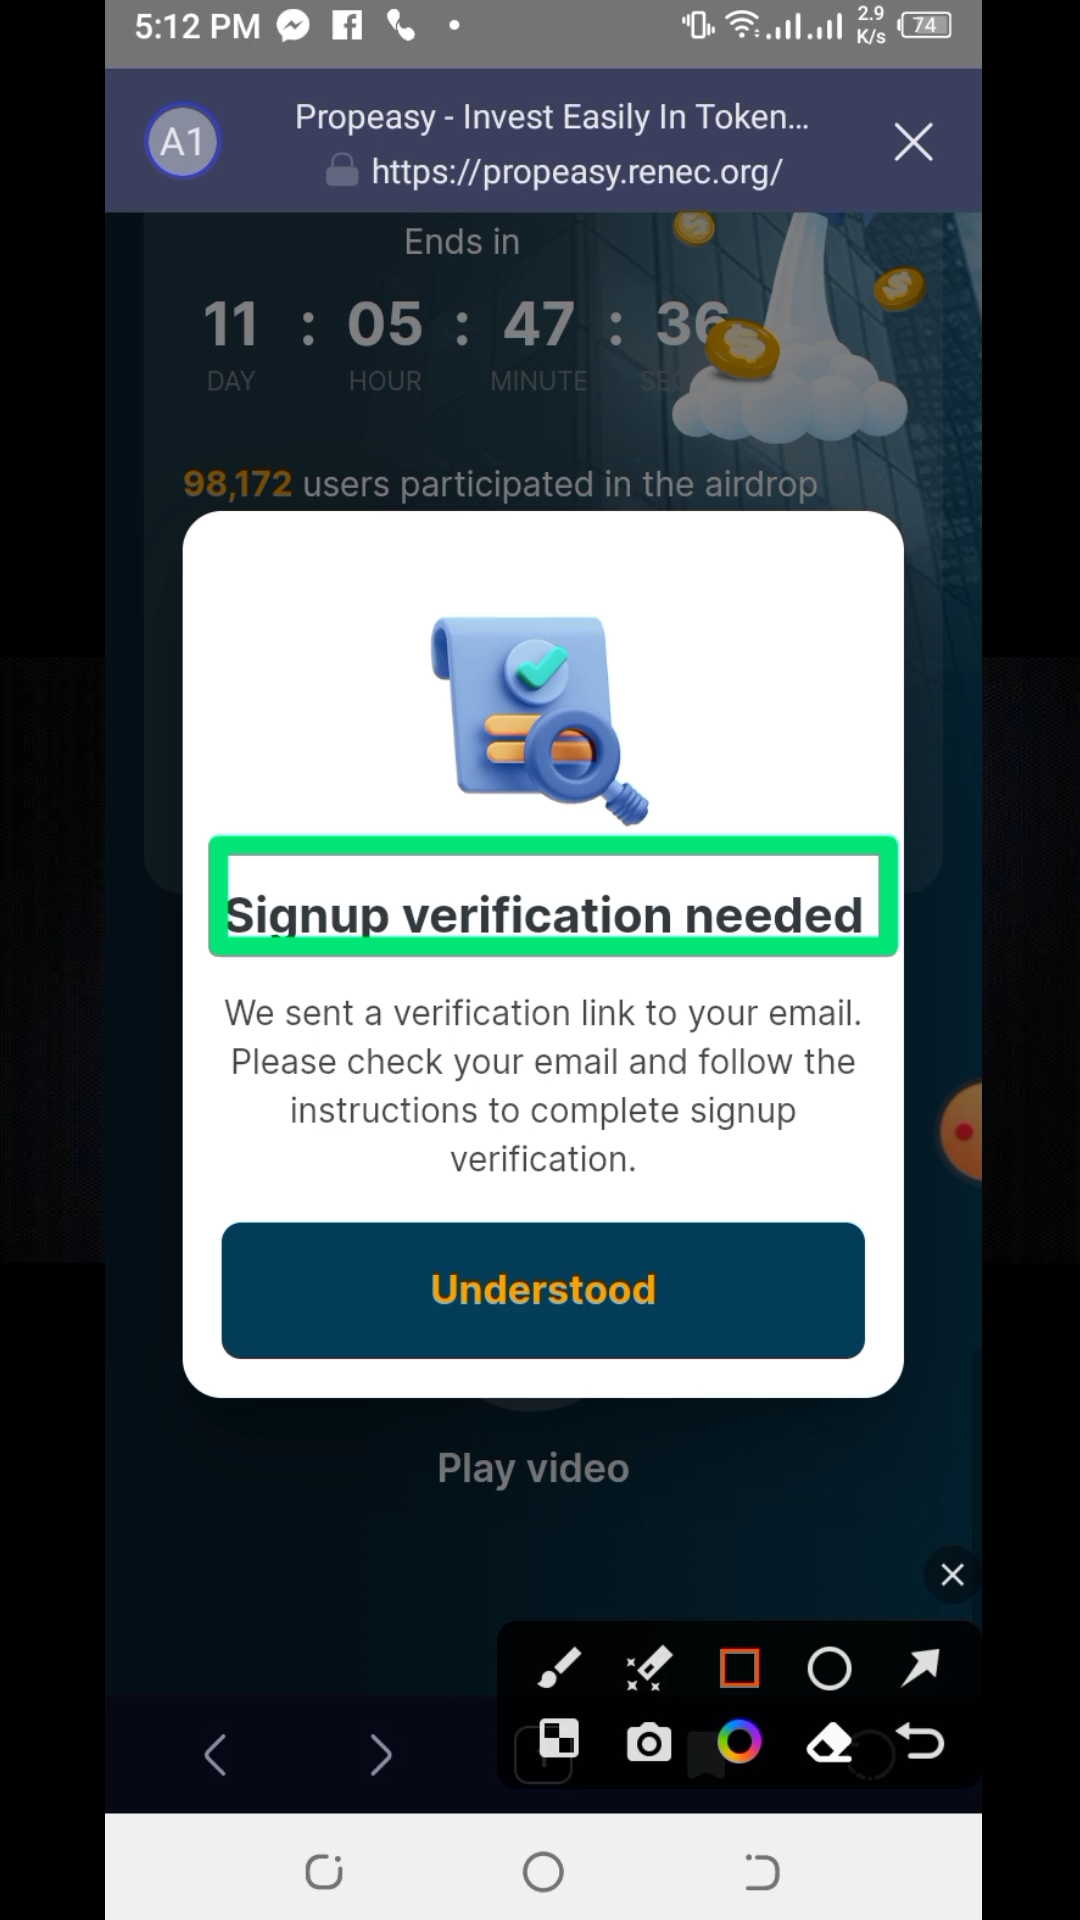 5:12 PM
2.9
K/s
74
A1
Propeasy - Invest Easily In Token...
https://propeasy.renec.org/
Ends in
11 : 05 : 47 : 36
DAY HOUR MINUTE
98,172 users participated in the airdrop
Signup verification needed
We sent a verification link to your email.
Please check your email and follow the
instructions to complete signup
verification.
Understood
Play video